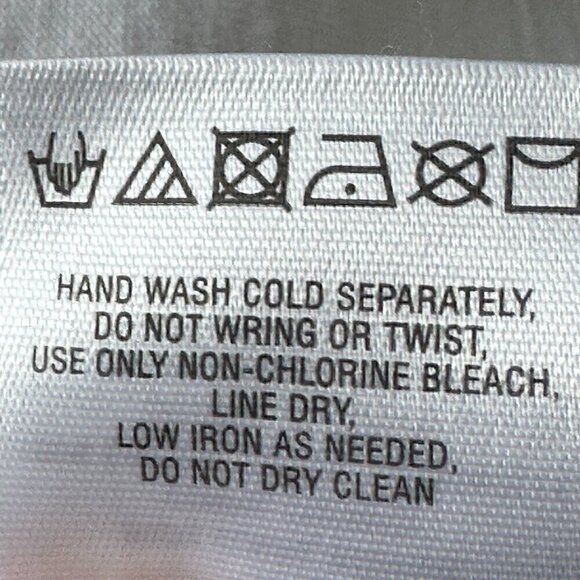 HAND WASH COLD SEPARATELY,
DO NOT WRING OR TWIST,
USE ONLY NON-CHLORINE BLEACH,
LINE DRY,
LOW IRON AS NEEDED,
DO NOT DRY CLEAN